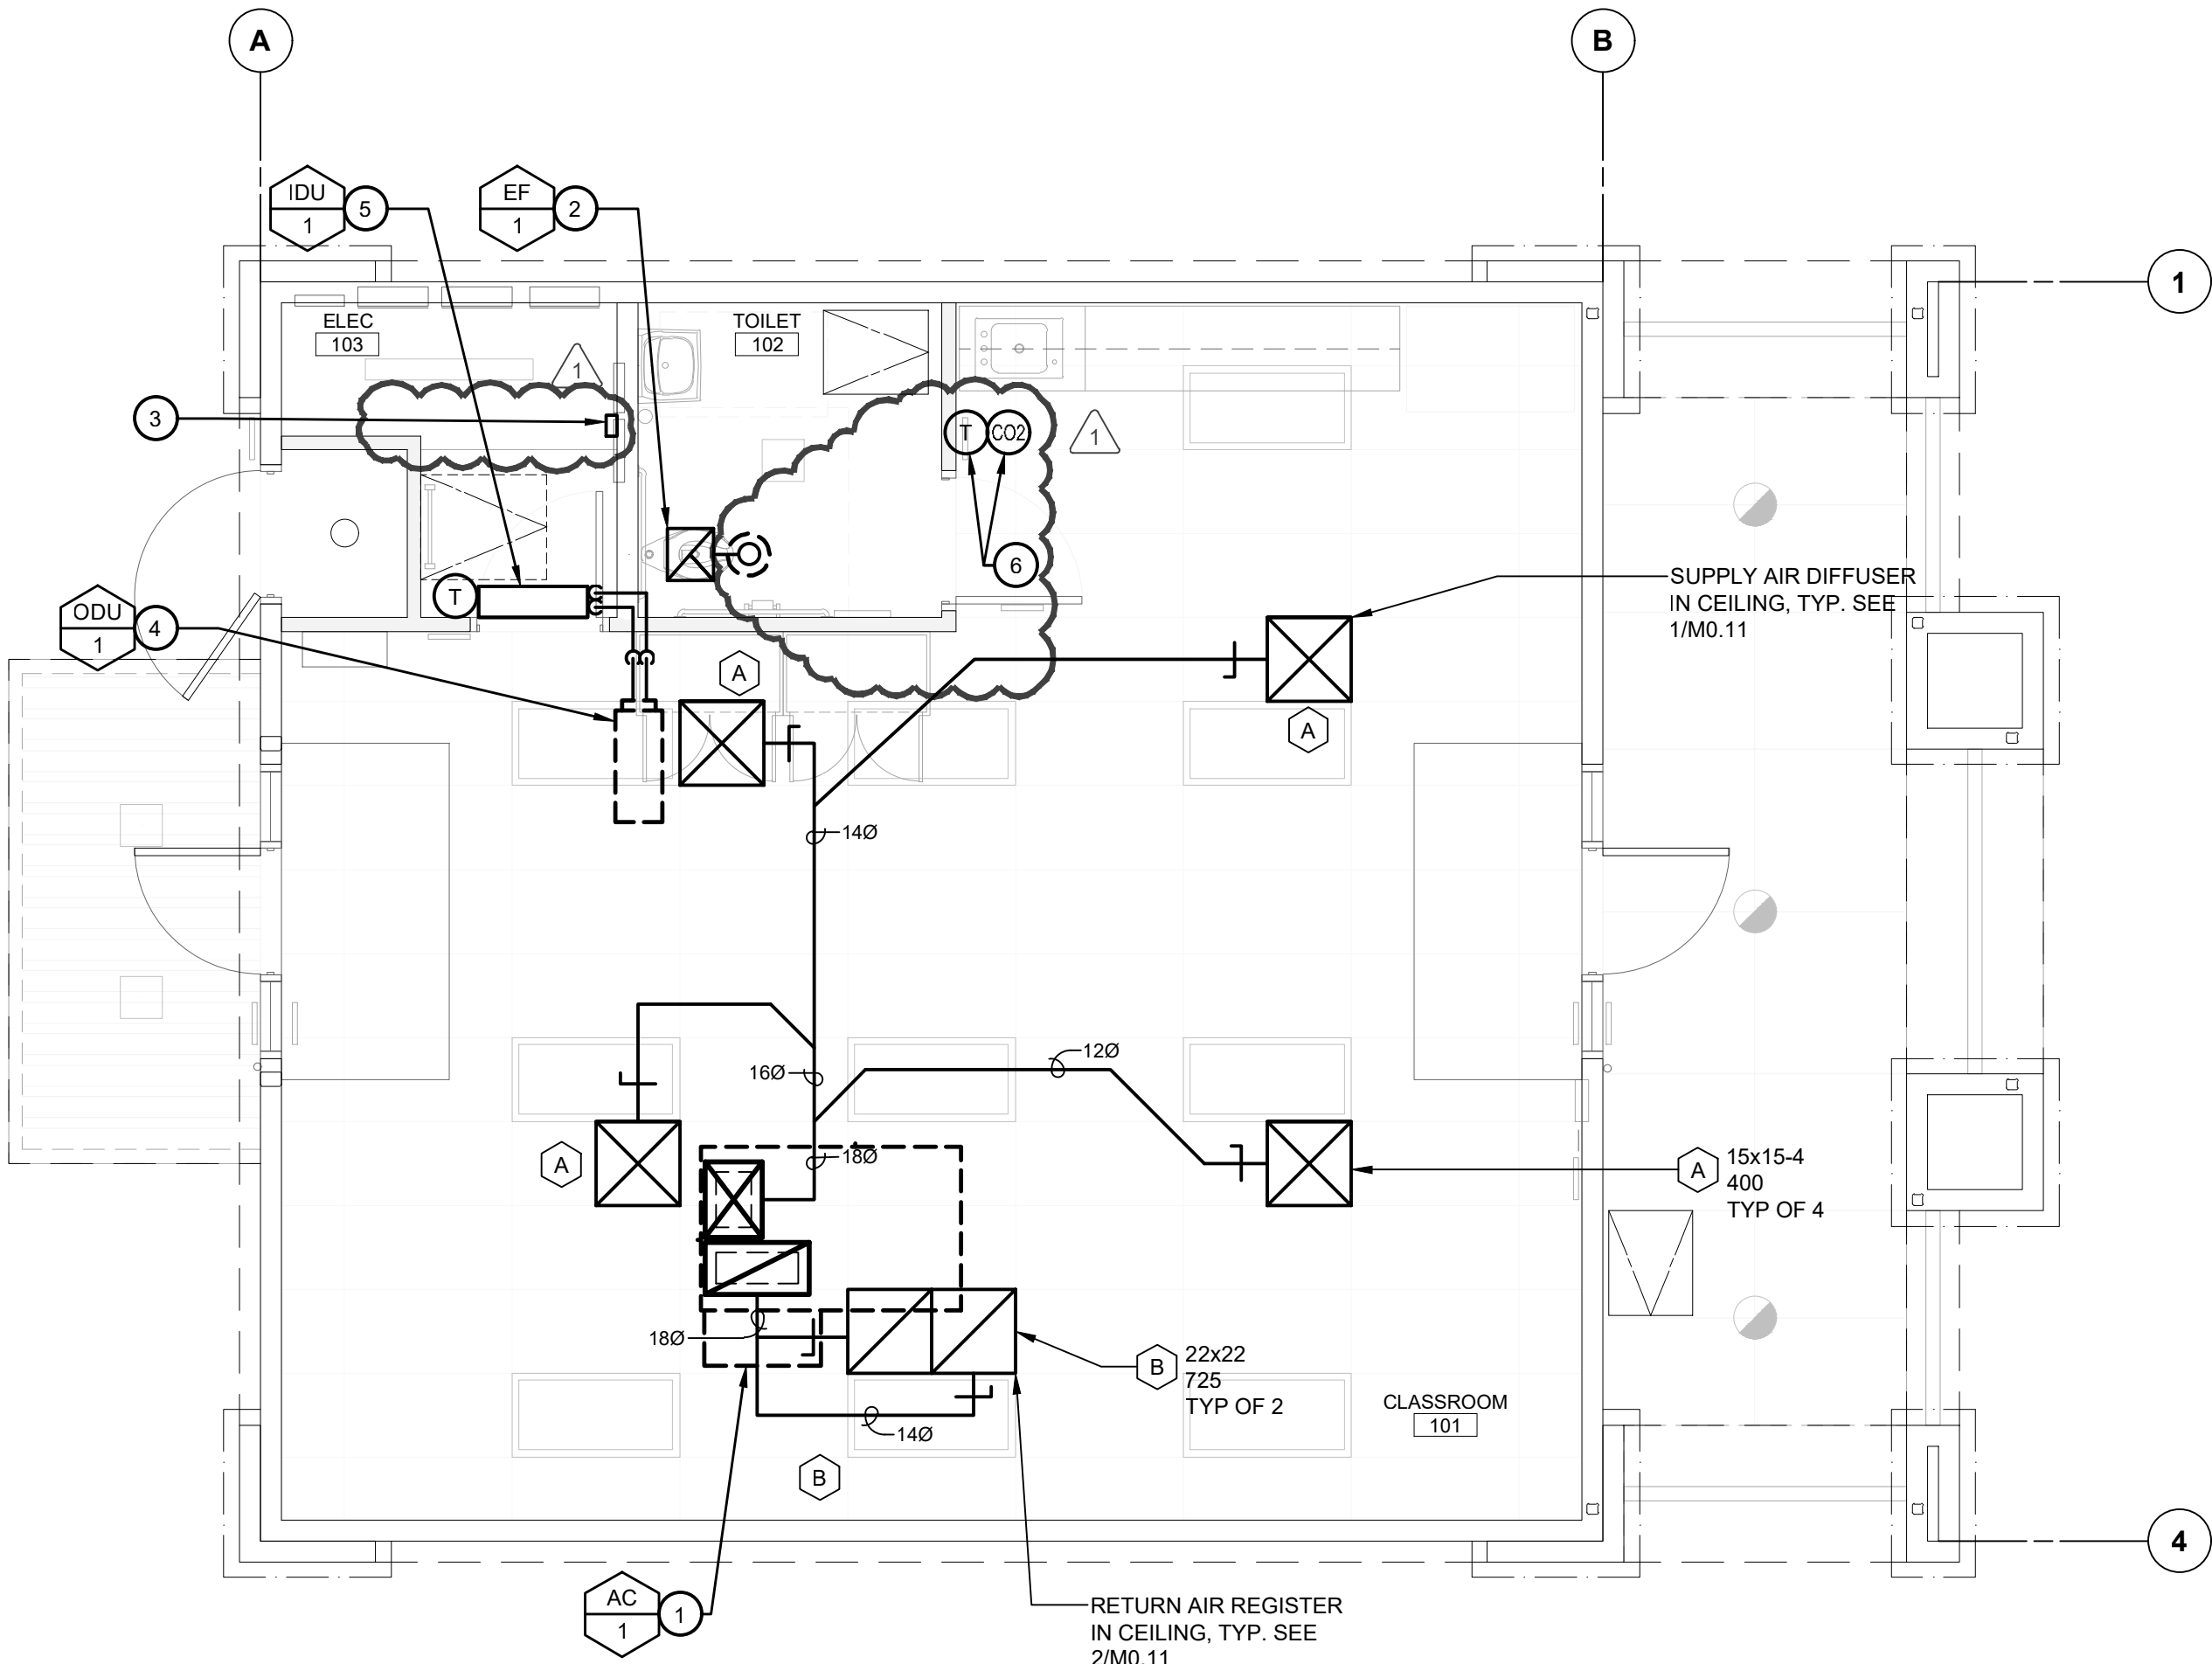 A
B
IDU
1
5
EF
1
2
1
ELEC
103
TOILET
102
1
3
T
CO2
1
6
SUPPLY AIR DIFFUSER
IN CEILING, TYP. SEE
1/M0.11
T
ODU
1
4
A
A
14Ø
12Ø
16Ø
18Ø
A
A
15x15-4
400
TYP OF 4
18Ø
B
22x22
725
TYP OF 2
CLASSROOM
101
14Ø
B
4
AC
1
1
RETURN AIR REGISTER
IN CEILING, TYP. SEE
2/M0.11